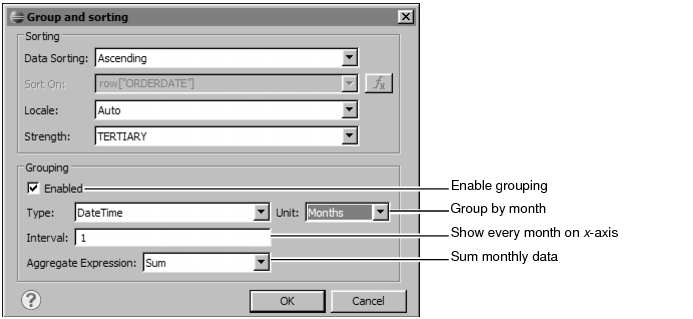 Group and sorting
Sorting
Data Sorting: Ascending
Sort On: row["ORDERDATE"] fx
Locale: Auto
Strength: TERTIARY
Grouping
Enabled Enable grouping
Type: DateTime Unit: Months Group by month
Interval: 1 Show every month on x-axis
Aggregate Expression: Sum Sum monthly data
? OK Cancel